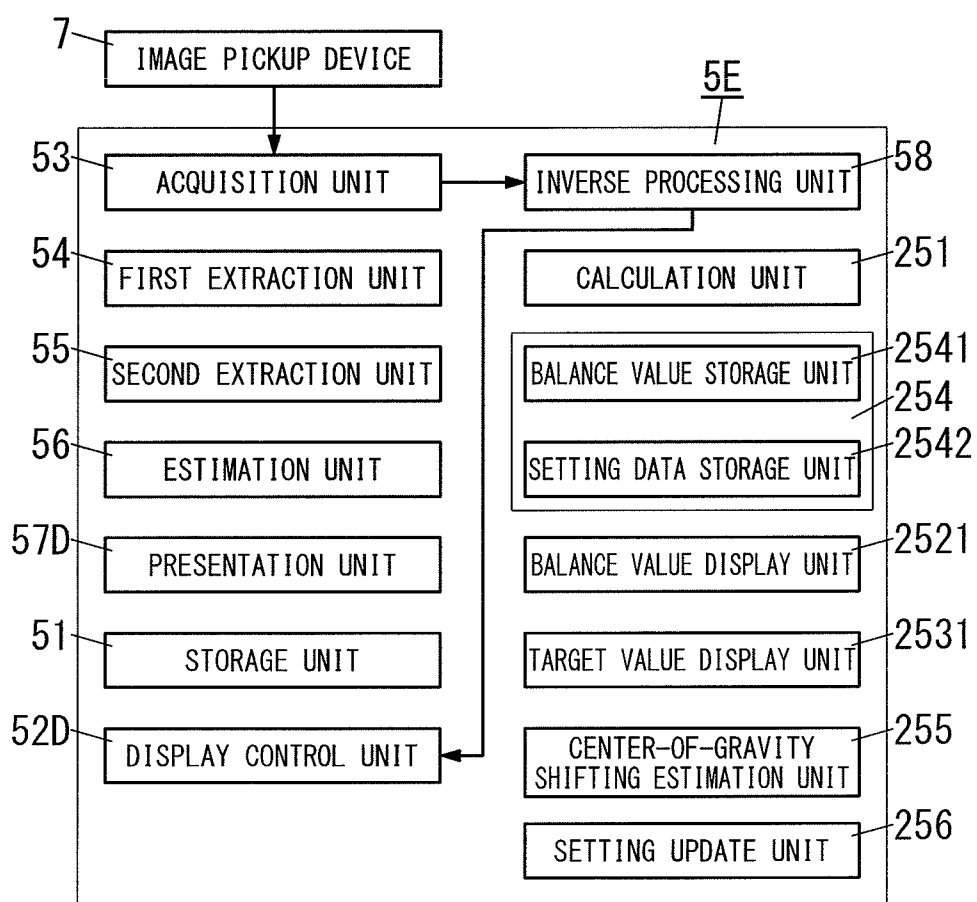 7
IMAGE PICKUP DEVICE
5E
53
ACQUISITION UNIT
58
INVERSE PROCESSING UNIT
54
FIRST EXTRACTION UNIT
251
CALCULATION UNIT
55
SECOND EXTRACTION UNIT
2541
BALANCE VALUE STORAGE UNIT
254
56
ESTIMATION UNIT
2542
SETTING DATA STORAGE UNIT
57D
PRESENTATION UNIT
2521
BALANCE VALUE DISPLAY UNIT
51
STORAGE UNIT
2531
TARGET VALUE DISPLAY UNIT
52D
DISPLAY CONTROL UNIT
255
CENTER-OF-GRAVITY
SHIFTING ESTIMATION UNIT
256
SETTING UPDATE UNIT